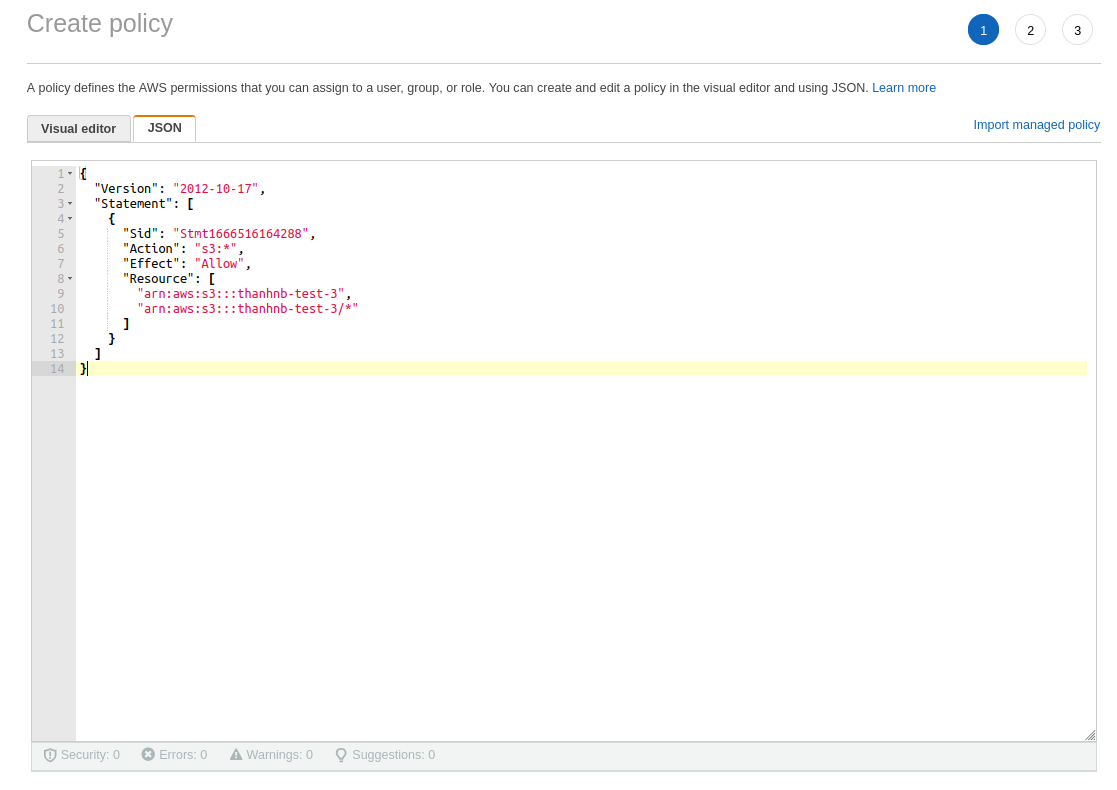 Create policy
1 2 3
A policy defines the AWS permissions that you can assign to a user, group, or role. You can create and edit a policy in the visual editor and using JSON. Learn more
Visual editor JSON Import managed policy
1 {
2   "Version": "2012-10-17",
3   "Statement": [
4     {
5       "Sid": "Stmt1666516164288",
6       "Action": "s3:*",
7       "Effect": "Allow",
8       "Resource": [
9         "arn:aws:s3:::thanhnb-test-3",
10         "arn:aws:s3:::thanhnb-test-3/*"
11       ]
12     }
13   ]
14 }
Security: 0 Errors: 0 Warnings: 0 Suggestions: 0